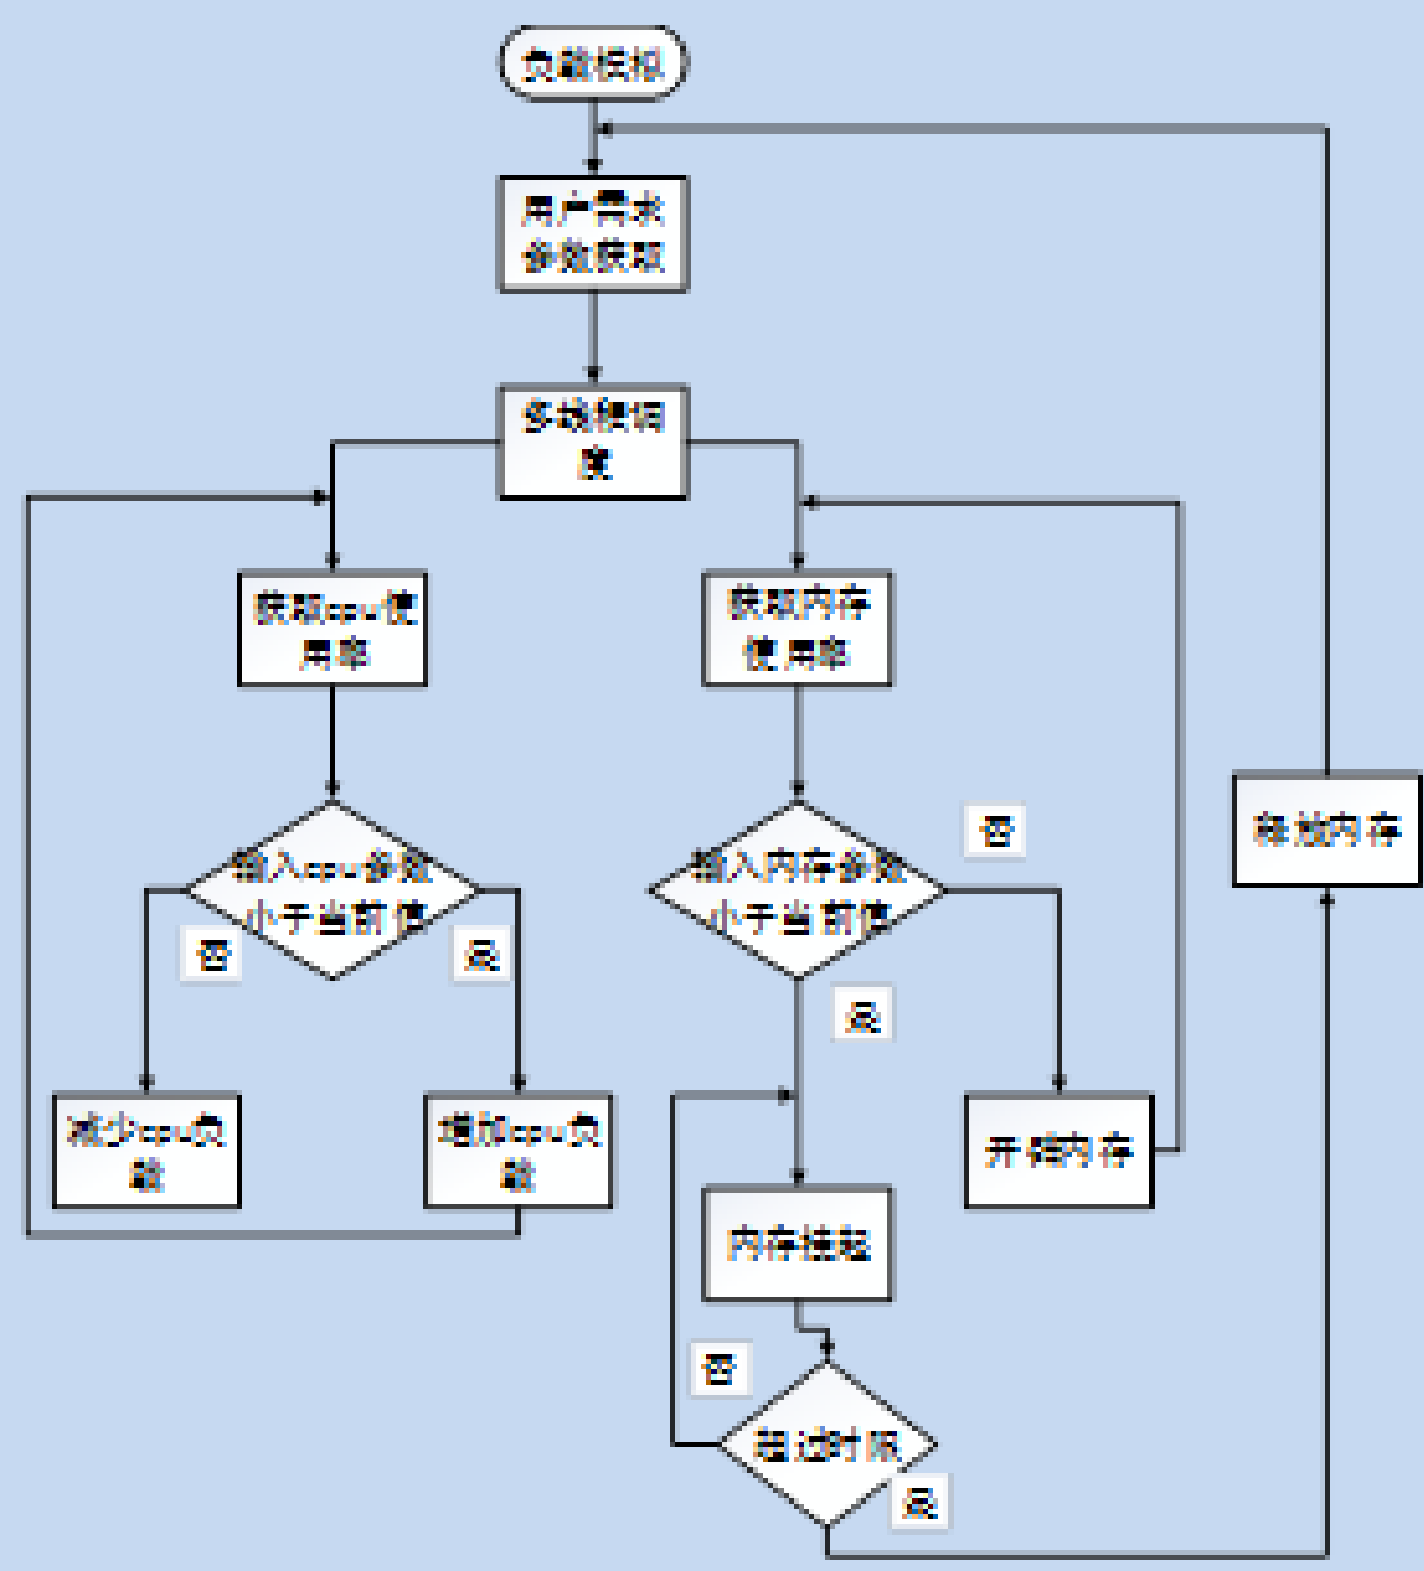 负载模拟
用户需求
参数获取
多线程调
度
获取cpu使
用率
获取内存
使用率
输入cpu参数
小于当前值
否
是
输入内存参数
小于当前值
否
是
释放内存
减少cpu负
载
增加cpu负
载
开辟内存
内存挂起
否
超过时限
是